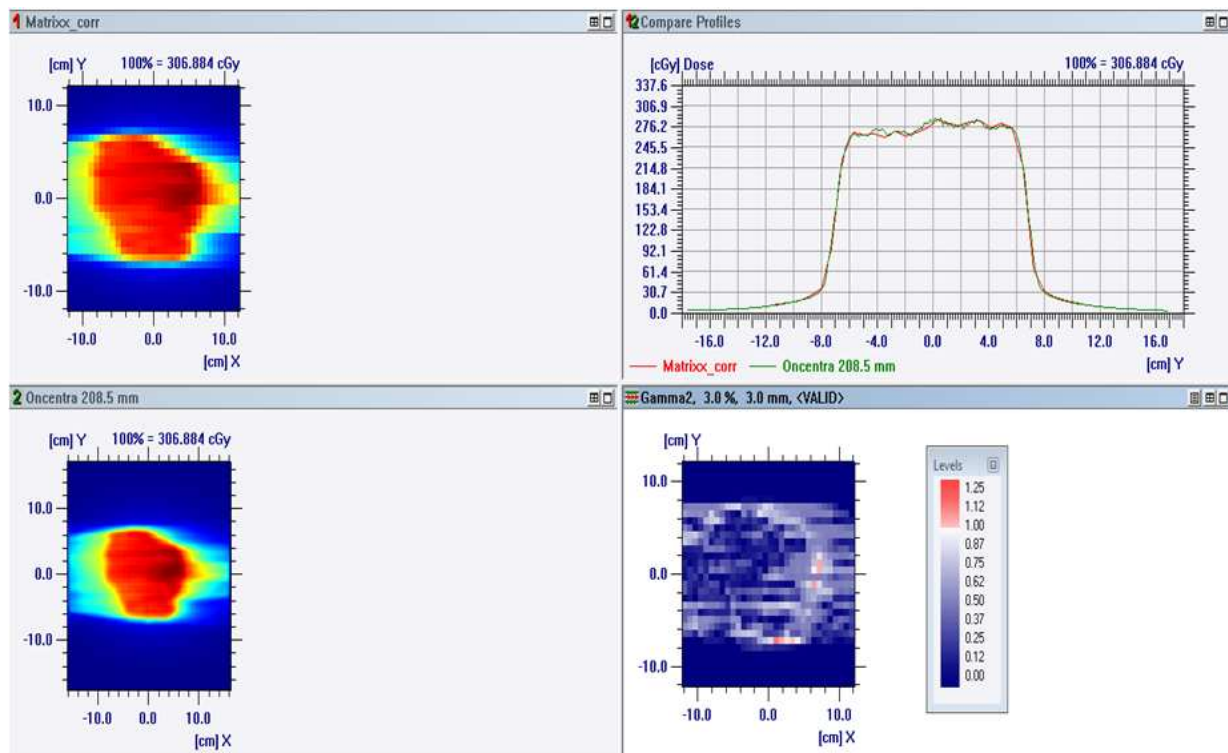 1 Matrixx_corr
[cm] Y 100% = 306.884 cGy
10.0
0.0
-10.0
-10.0 0.0 10.0
[cm] X
12 Compare Profiles
[cGy] Dose 100% = 306.884 cGy
337.6
306.9
276.2
245.5
214.8
184.1
153.4
122.8
92.1
61.4
30.7
0.0
-16.0 -12.0 -8.0 -4.0 0.0 4.0 8.0 12.0 16.0
Matrixx_corr Oncentra 208.5 mm [cm] Y
2 Oncentra 208.5 mm
[cm] Y 100% = 306.884 cGy
10.0
0.0
-10.0
-10.0 0.0 10.0
[cm] X
Gamma2, 3.0 %, 3.0 mm, <VALID>
[cm] Y
10.0
0.0
-10.0
-10.0 0.0 10.0
[cm] X
Levels
1.25
1.12
1.00
0.87
0.75
0.62
0.50
0.37
0.25
0.12
0.00